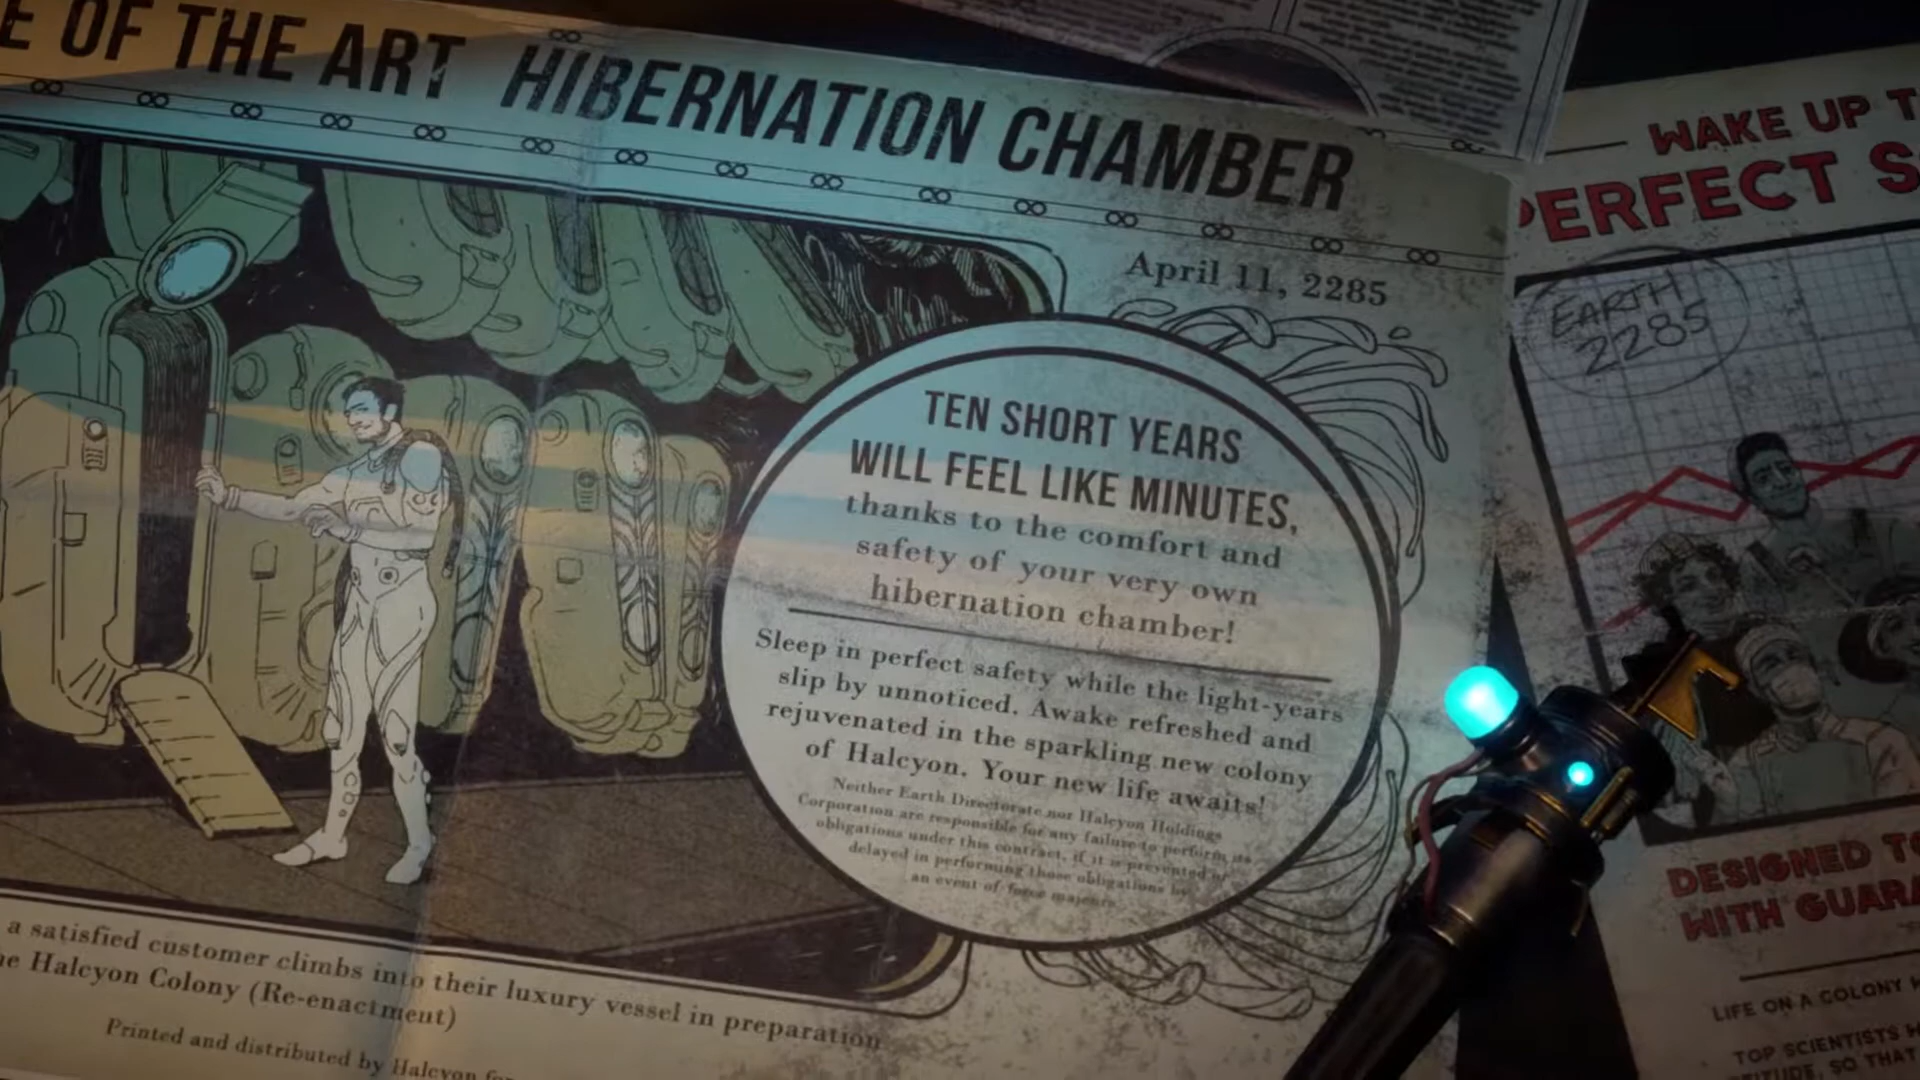 E OF THE ART HIBERNATION CHAMBER
April 11, 2285
TEN SHORT YEARS
WILL FEEL LIKE MINUTES,
thanks to the comfort and
safety of your very own
hibernation chamber!
Sleep in perfect safety while the light-years
slip by unnoticed. Awake refreshed and
rejuvenated in the sparkling new colony
of Halcyon. Your new life awaits!
Neither Earth Directorate nor Halcyon Holdings
Corporation are responsible for any failure to perform its
obligations under this contract, if it is prevented or
delayed in performing those obligations by
an event of force majeure.
a satisfied customer climbs into their luxury vessel in preparation
he Halcyon Colony (Re-enactment)
Printed and distributed by Halcyon
WAKE UP T
PERFECT S
EARTH
2285
DESIGNED TO
WITH GUARA
LIFE ON A COLONY
TOP SCIENTISTS
SO THAT